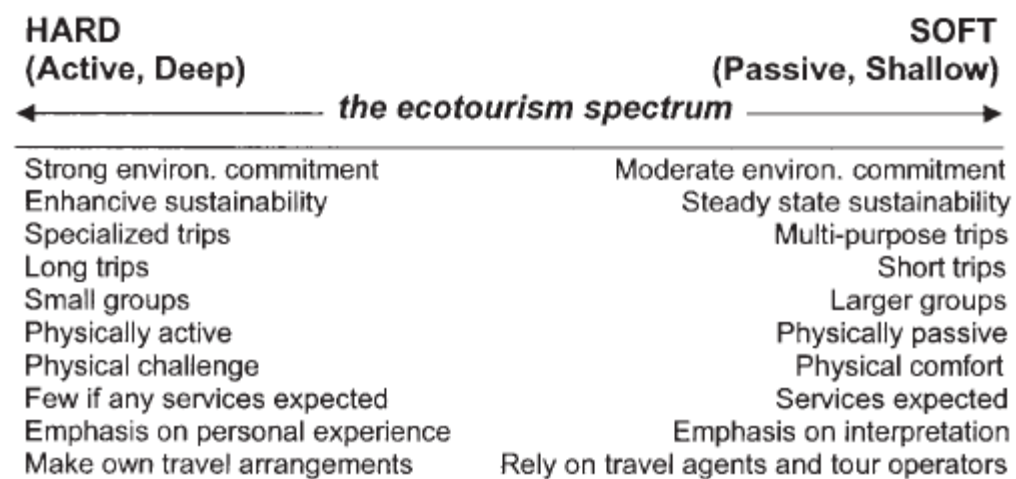 HARD SOFT
(Active, Deep) (Passive, Shallow)
the ecotourism spectrum
Strong environ. commitment Moderate environ. commitment
Enhancive sustainability Steady state sustainability
Specialized trips Multi-purpose trips
Long trips Short trips
Small groups Larger groups
Physically active Physically passive
Physical challenge Physical comfort
Few if any services expected Services expected
Emphasis on personal experience Emphasis on interpretation
Make own travel arrangements Rely on travel agents and tour operators